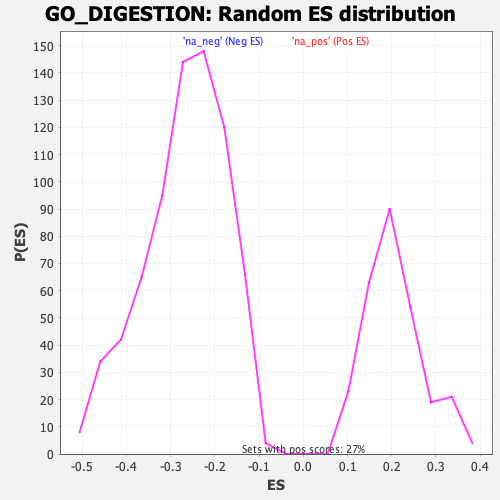 GO_DIGESTION: Random ES distribution
'na_neg' (Neg ES) 'na_pos' (Pos ES)
150
140
130
120
110
100
90
80
70
60
50
40
30
20
10
0
P(ES)
Sets with pos scores: 27%
-0.5 -0.4 -0.3 -0.2 -0.1 0.0 0.1 0.2 0.3 0.4
ES